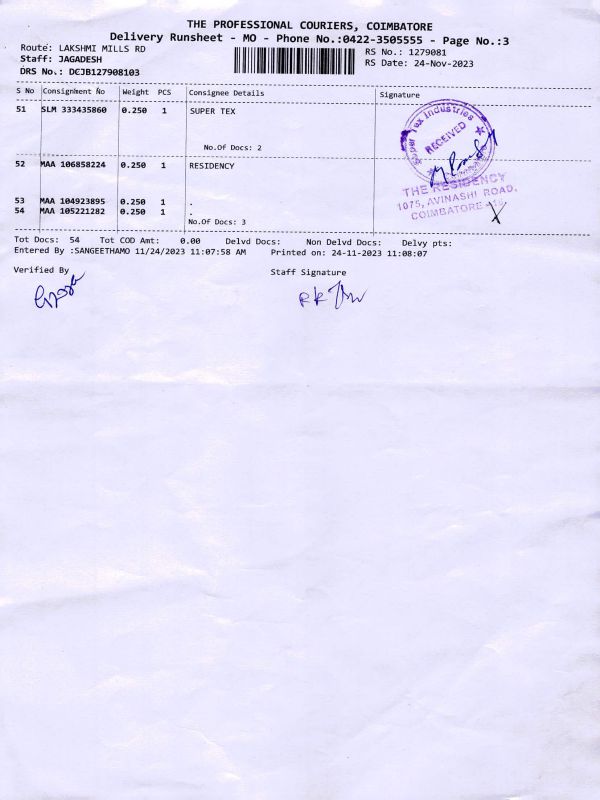 THE PROFESSIONAL COURIERS, COIMBATORE
Delivery Runsheet - MO - Phone No.:0422-3505555 - Page No.:3
Route: LAKSHMI MILLS RD
RS No.: 1279081
Staff: JAGADESH
RS Date: 24-Nov-2023
DRS No.: DCJB127908103
S No Consignment No Weight PCS Consignee Details Signature
51 SLM 333435860 0.250 1 SUPER TEX
Super Tex Industries
RECEIVED
No.Of Docs: 2
52 MAA 106858224 0.250 1 RESIDENCY
THE RESIDENCY
1075, AVINASHI ROAD,
COIMBATORE -18
53 MAA 104923895 0.250 1 .
54 MAA 105221282 0.250 1 .
No.Of Docs: 3
Tot Docs: 54 Tot COD Amt: 0.00 Delvd Docs: Non Delvd Docs: Delvy pts:
Entered By :SANGEETHAMO 11/24/2023 11:07:58 AM Printed on: 24-11-2023 11:08:07
Verified By
Staff Signature